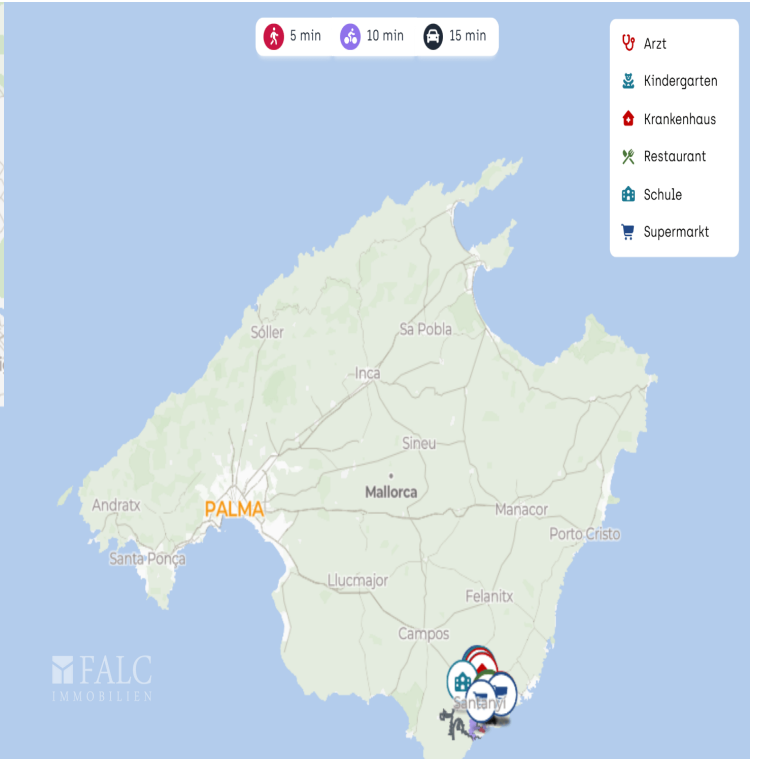 5 min
10 min
15 min
Arzt
Kindergarten
Krankenhaus
Restaurant
Schule
Supermarkt
Sóller
Sa Pobla
Inca
Sineu
Mallorca
Andratx
PALMA
Manacor
Porto Cristo
Santa Ponça
Llucmajor
Felanitx
Campos
FALC
IMMOBILIEN
Santanyí